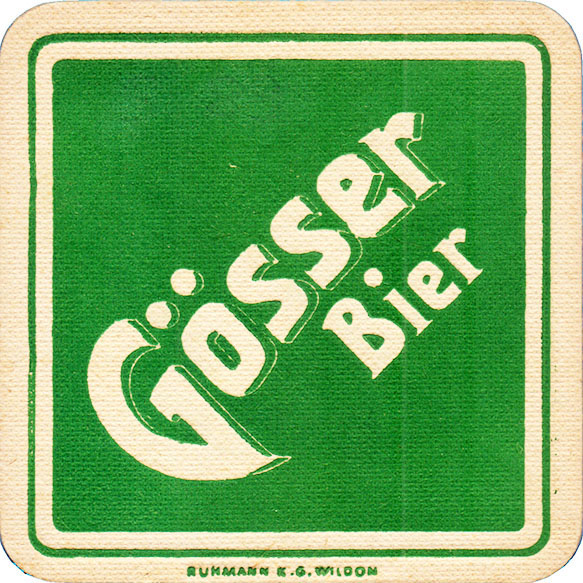 Gösser
Bier
RUHMANN K.G. WILDON